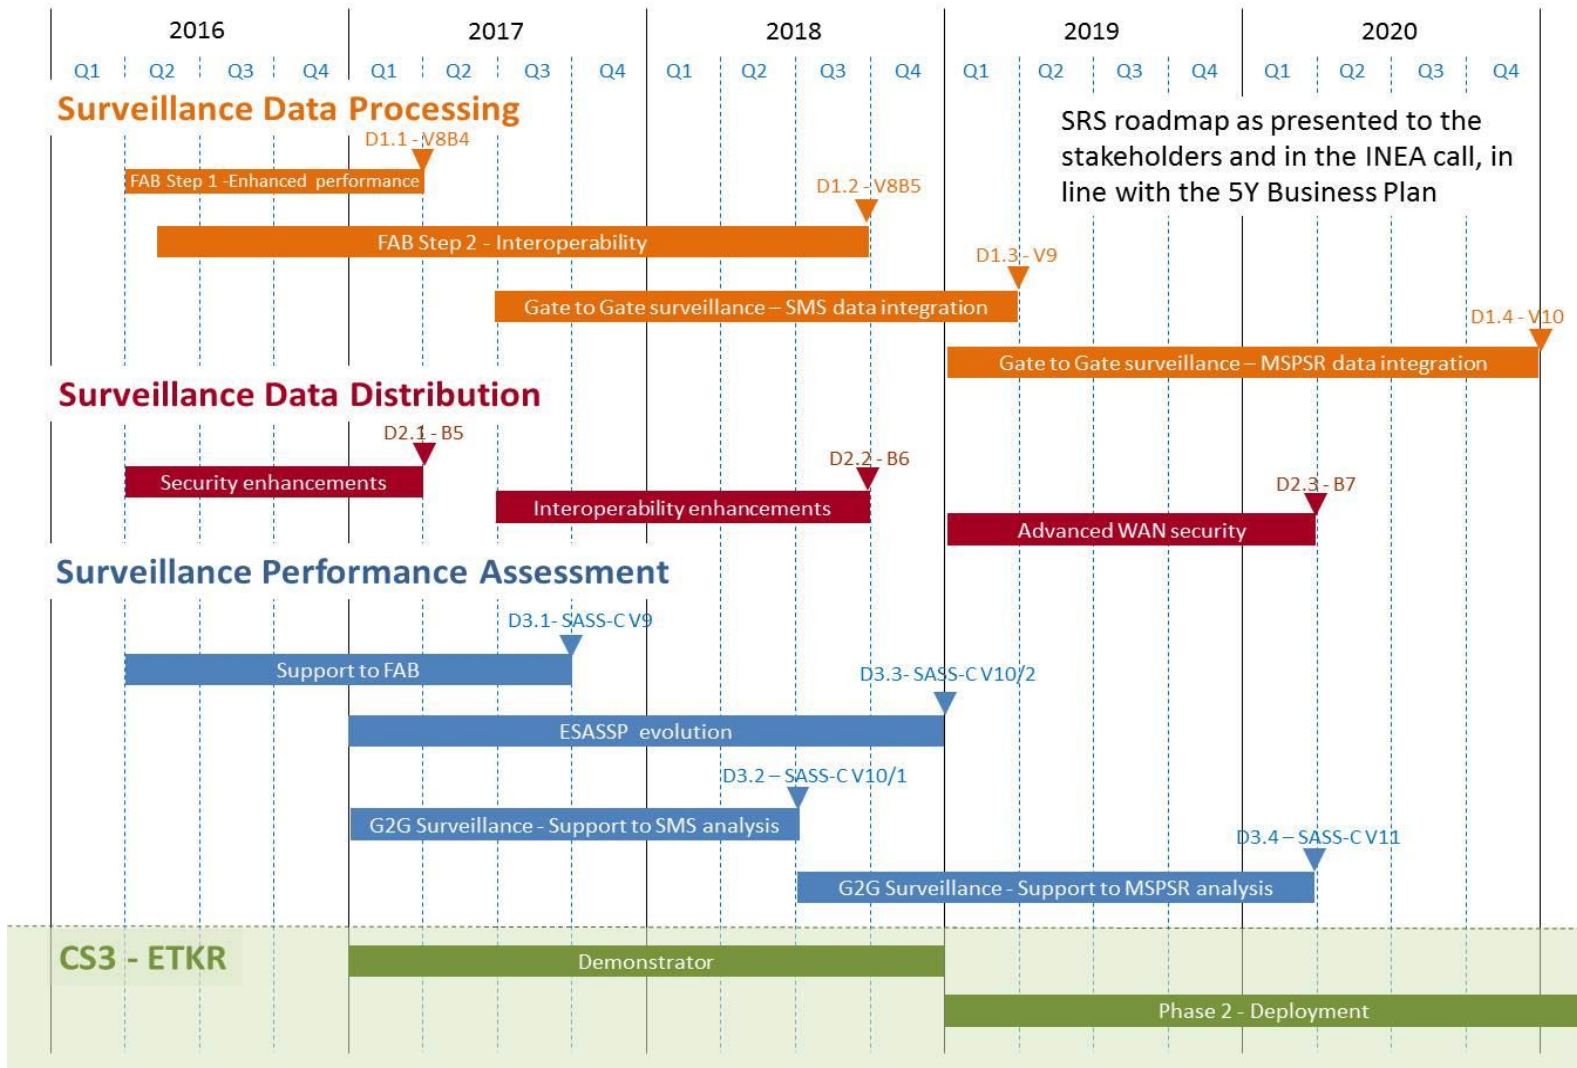 2016 2017 2018 2019 2020
Q1 Q2 Q3 Q4 Q1 Q2 Q3 Q4 Q1 Q2 Q3 Q4 Q1 Q2 Q3 Q4 Q1 Q2 Q3 Q4
Surveillance Data Processing
SRS roadmap as presented to the
stakeholders and in the INEA call, in
line with the 5Y Business Plan
D1.1 - V8B4
FAB Step 1 -Enhanced performance
D1.2 - V8B5
FAB Step 2 - Interoperability
D1.3 - V9
Gate to Gate surveillance – SMS data integration
D1.4 - V10
Gate to Gate surveillance – MSPSR data integration
Surveillance Data Distribution
D2.1 - B5
Security enhancements
D2.2 - B6
Interoperability enhancements
D2.3 - B7
Advanced WAN security
Surveillance Performance Assessment
D3.1- SASS-C V9
Support to FAB
D3.3- SASS-C V10/2
ESASSP evolution
D3.2 – SASS-C V10/1
G2G Surveillance - Support to SMS analysis
D3.4 – SASS-C V11
G2G Surveillance - Support to MSPSR analysis
CS3 - ETKR
Demonstrator
Phase 2 - Deployment